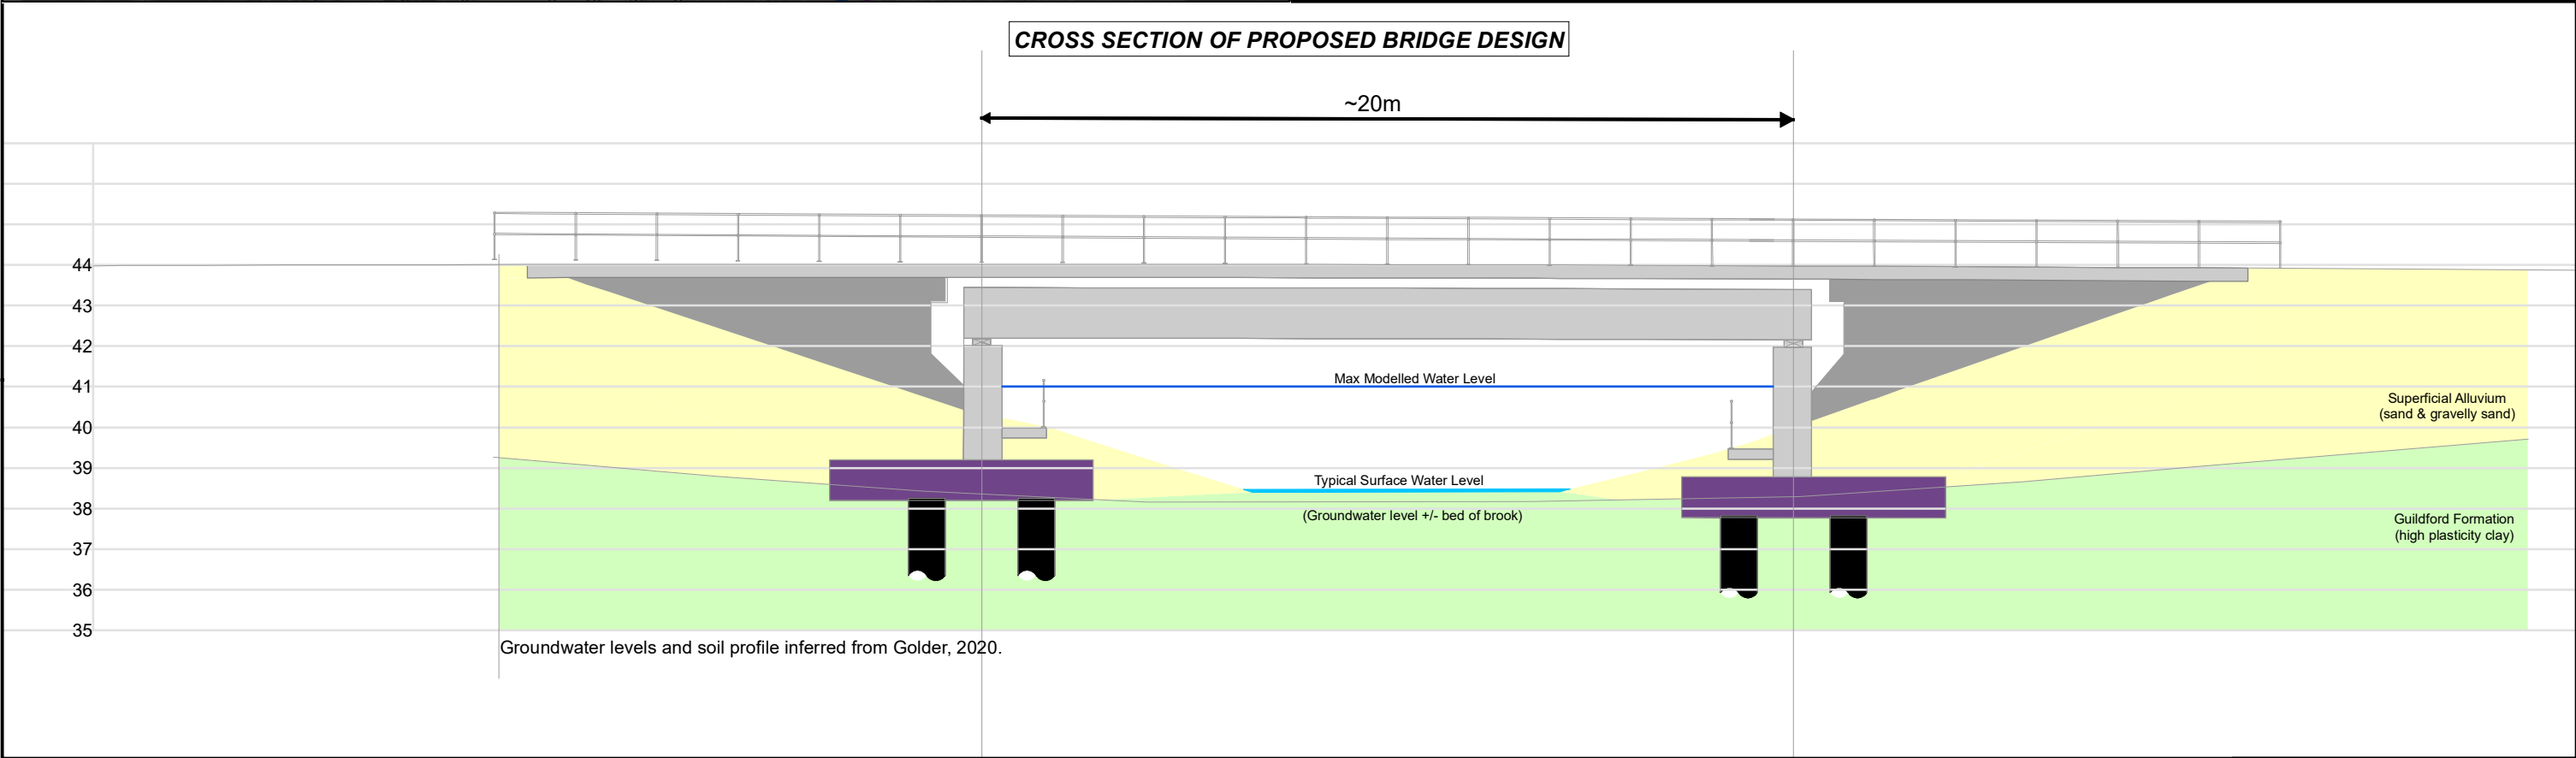 CROSS SECTION OF PROPOSED BRIDGE DESIGN
~20m
44
43
42
41
40
39
38
37
36
35
Max Modelled Water Level
Superficial Alluvium
(sand & gravelly sand)
Typical Surface Water Level
(Groundwater level +/- bed of brook)
Guildford Formation
(high plasticity clay)
Groundwater levels and soil profile inferred from Golder, 2020.